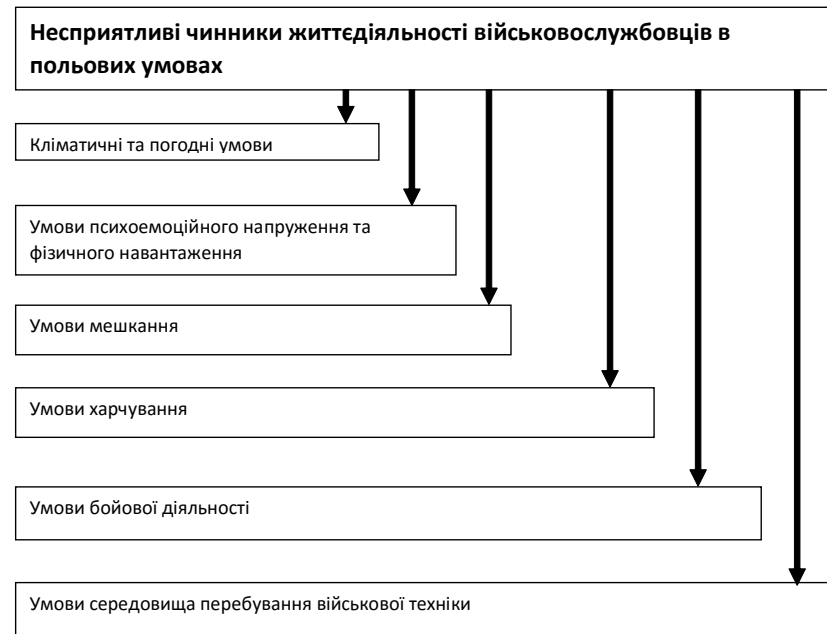 Несприятливі чинники життєдіяльності військовослужбовців в
польових умовах
Кліматичні та погодні умови
Умови психоемоційного напруження та
фізичного навантаження
Умови мешкання
Умови харчування
Умови бойової діяльності
Умови середовища перебування військової техніки